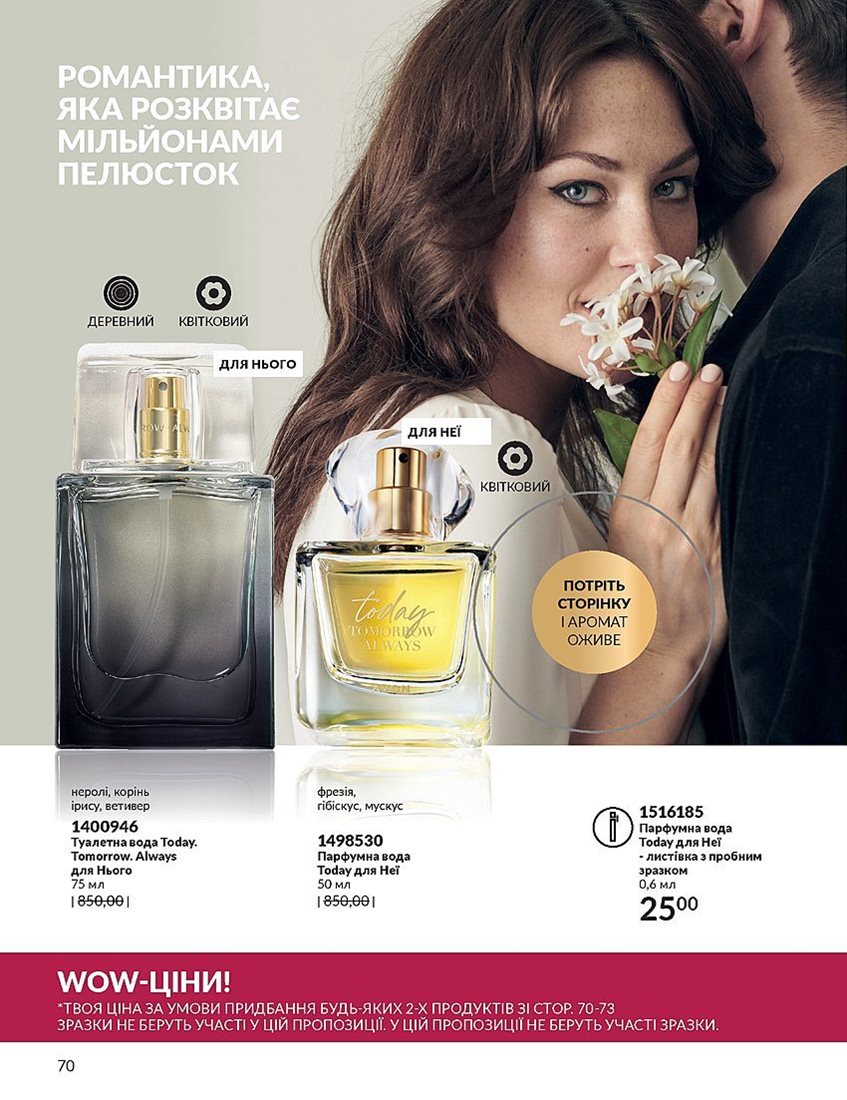 РОМАНТИКА,
ЯКА РОЗКВІТАЄ
МІЛЬЙОНАМИ
ПЕЛЮСТОК
ДЕРЕВНИЙ
КВІТКОВИЙ
ДЛЯ НЬОГО
ДЛЯ НЕЇ
КВІТКОВИЙ
today
TOMORROW
ALWAYS
AVON
ПОТРІТЬ
СТОРІНКУ
І АРОМАТ
ОЖИВЕ
неролі, корінь
ірису, ветивер
1400946
Туалетна вода Today.
Tomorrow. Always
для Нього
75 мл
| 850,00 |
фрезія,
гібіскус, мускус
1498530
Парфумна вода
Today для Неї
50 мл
| 850,00 |
1516185
Парфумна вода
Today для Неї
- листівка з пробним
зразком
0,6 мл
25⁰⁰
WOW-ЦІНИ!
*ТВОЯ ЦІНА ЗА УМОВИ ПРИДБАННЯ БУДЬ-ЯКИХ 2-Х ПРОДУКТІВ ЗІ СТОР. 70-73
ЗРАЗКИ НЕ БЕРУТЬ УЧАСТІ У ЦІЙ ПРОПОЗИЦІЇ. У ЦІЙ ПРОПОЗИЦІЇ НЕ БЕРУТЬ УЧАСТІ ЗРАЗКИ.
70